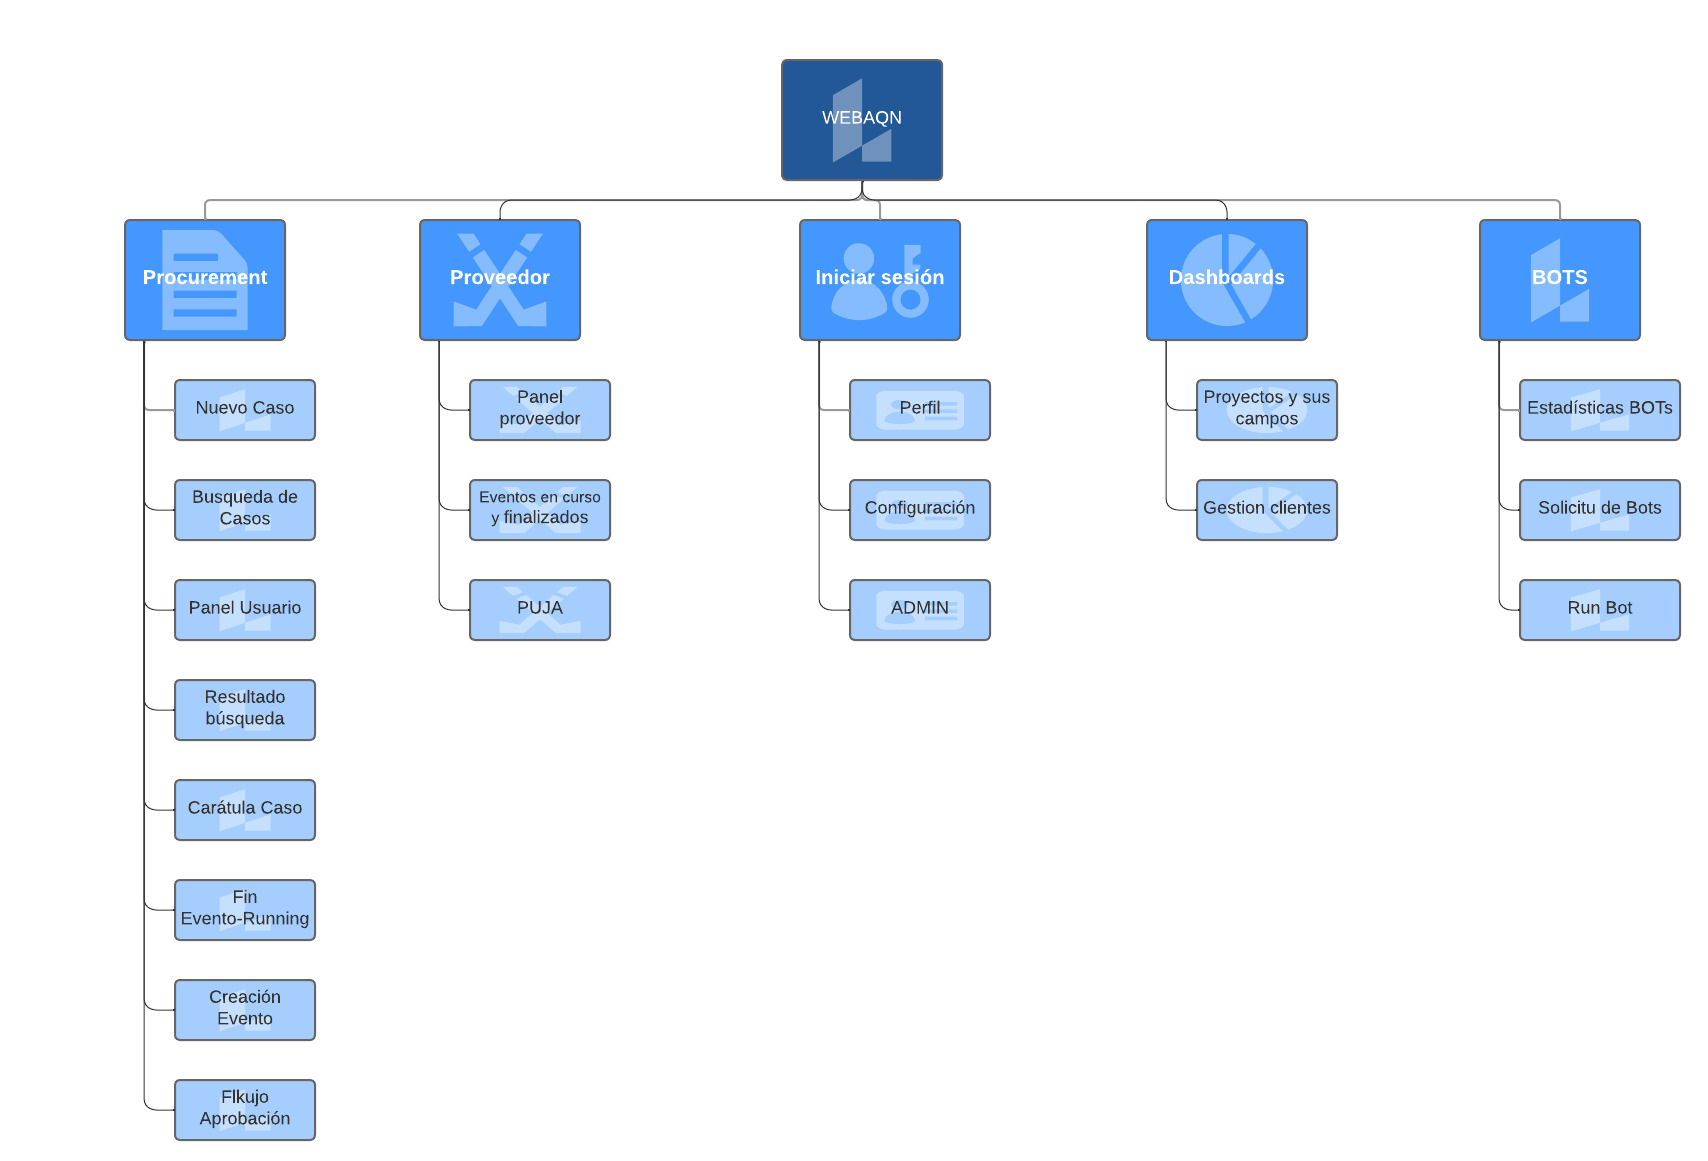 WEBAQN
Procurement
Proveedor
Iniciar sesión
Dashboards
BOTS
Nuevo Caso
Busqueda de
Casos
Panel Usuario
Resultado
búsqueda
Carátula Caso
Fin
Evento-Running
Creación
Evento
Flkujo
Aprobación
Panel
proveedor
Eventos en curso
y finalizados
PUJA
Perfil
Configuración
ADMIN
Proyectos y sus
campos
Gestion clientes
Estadísticas BOTs
Solicitu de Bots
Run Bot